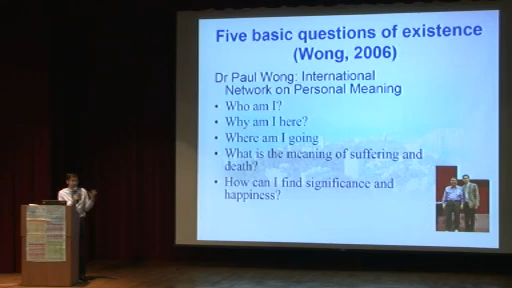 Five basic questions of existence
(Wong, 2006)
Dr Paul Wong: International
Network on Personal Meaning
• Who am I?
• Why am I here?
• Where am I going
• What is the meaning of suffering and
death?
• How can I find significance and
happiness?